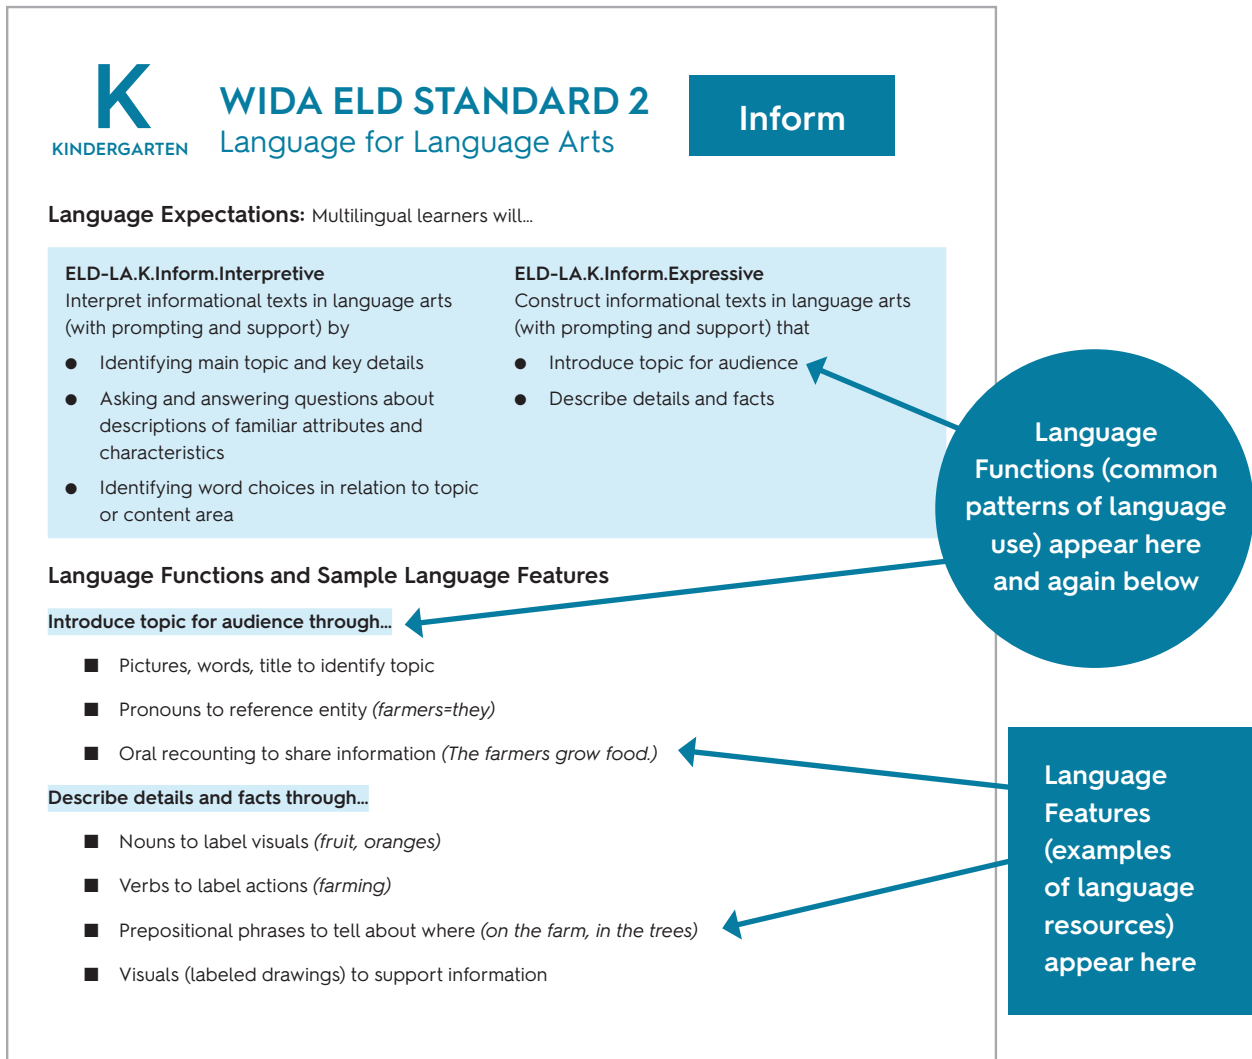 K
KINDERGARTEN
WIDA ELD STANDARD 2
Language for Language Arts
Inform
Language Expectations: Multilingual learners will...
ELD-LA.K.Inform.Interpretive
Interpret informational texts in language arts
(with prompting and support) by
● Identifying main topic and key details
● Asking and answering questions about
descriptions of familiar attributes and
characteristics
● Identifying word choices in relation to topic
or content area
ELD-LA.K.Inform.Expressive
Construct informational texts in language arts
(with prompting and support) that
● Introduce topic for audience
● Describe details and facts
Language
Functions (common
patterns of language
use) appear here
and again below
Language Functions and Sample Language Features
Introduce topic for audience through...
■ Pictures, words, title to identify topic
■ Pronouns to reference entity (farmers=they)
■ Oral recounting to share information (The farmers grow food.)
Describe details and facts through...
■ Nouns to label visuals (fruit, oranges)
■ Verbs to label actions (farming)
■ Prepositional phrases to tell about where (on the farm, in the trees)
■ Visuals (labeled drawings) to support information
Language
Features
(examples
of language
resources)
appear here